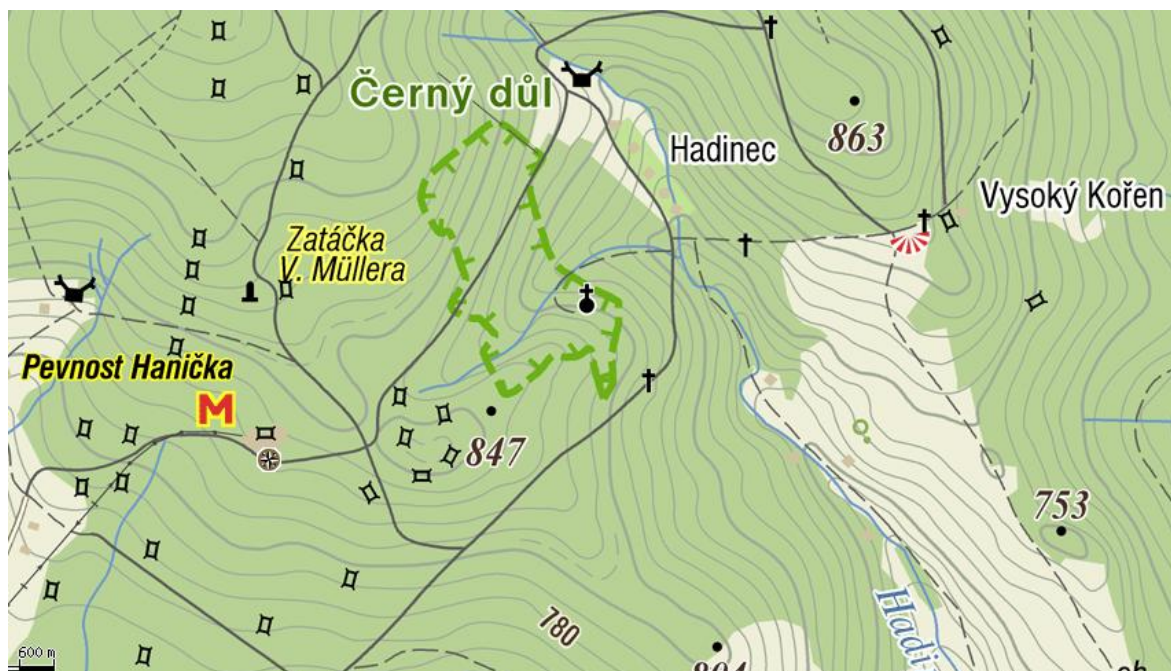 Černý důl
863
Hadinec
Vysoký Kořen
Zatáčka
V. Müllera
Pevnost Hanička
M
847
753
780
600 m